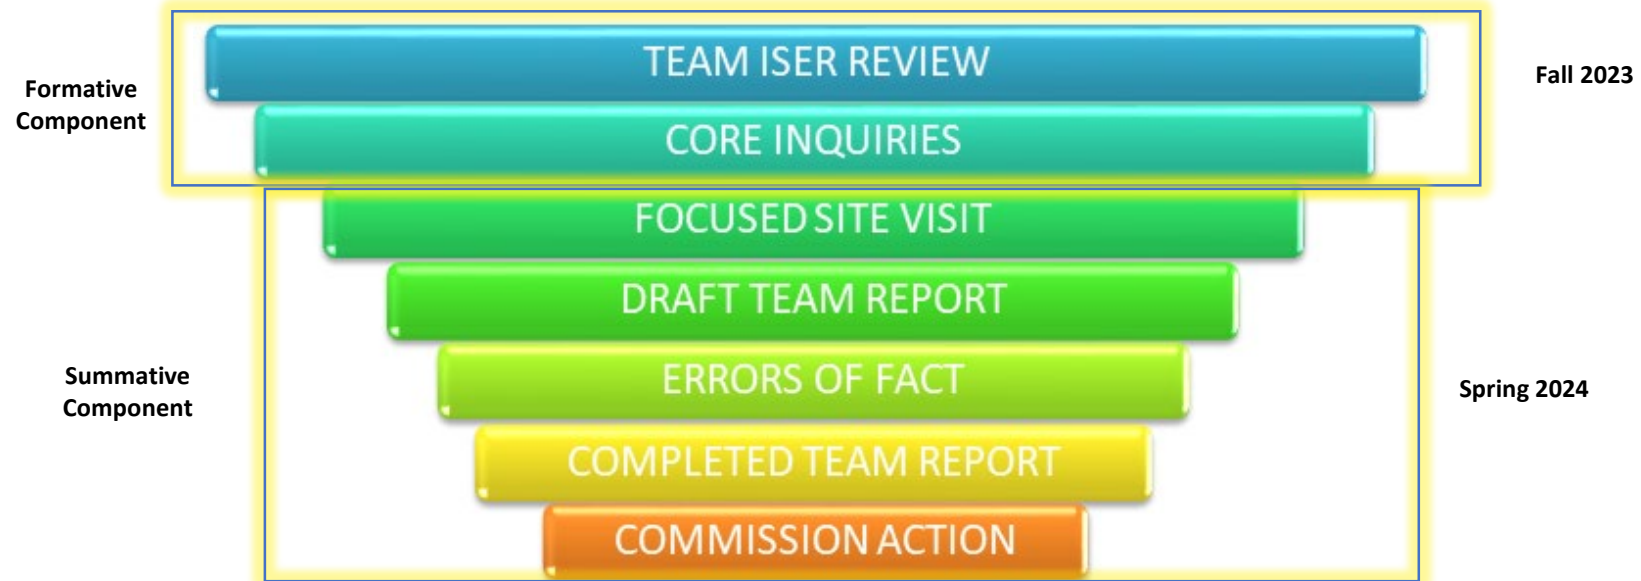 TEAM ISER REVIEW
Formative
Component
Fall 2023
CORE INQUIRIES
FOCUSED SITE VISIT
DRAFT TEAM REPORT
ERRORS OF FACT
Summative
Component
Spring 2024
COMPLETED TEAM REPORT
COMMISSION ACTION